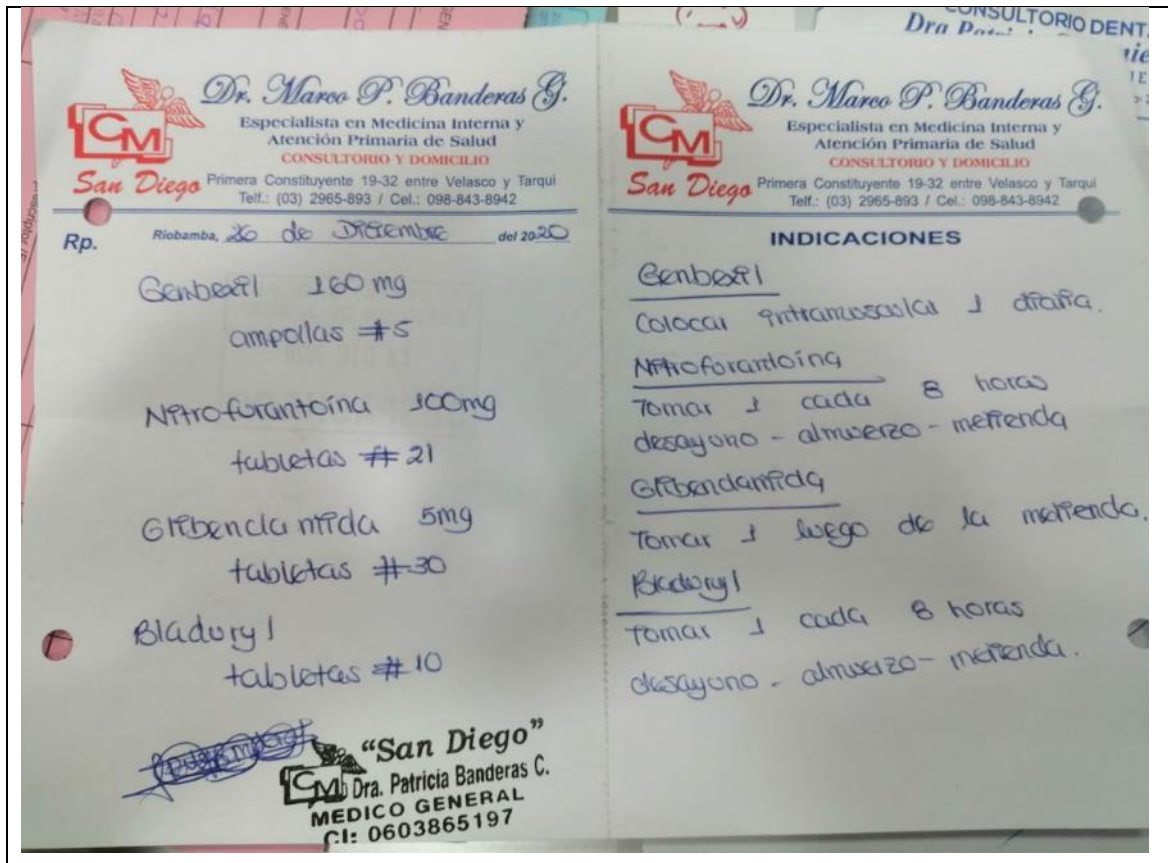 CONSULTORIO DENT
Dra
Dr. Marco P. Banderas G.
Especialista en Medicina Interna y
Atención Primaria de Salud
CONSULTORIO Y DOMICILIO
CM
San Diego
Primera Constituyente 19-32 entre Velasco y Tarqui
Telf.: (03) 2965-893 / Cel.: 098-843-8942
Rp.
Riobamba, 26 de Diciembre del 2020
Genbexil 160 mg
ampollas #5
Nitrofurantoína 100mg
tabletas # 21
Glibenclamida 5mg
tabletas #30
Bladuryl
tabletas #10
"San Diego"
CM
Dra. Patricia Banderas C.
MEDICO GENERAL
CI: 0603865197
Dr. Marco P. Banderas G.
Especialista en Medicina Interna y
Atención Primaria de Salud
CONSULTORIO Y DOMICILIO
CM
San Diego
Primera Constituyente 19-32 entre Velasco y Tarqui
Telf.: (03) 2965-893 / Cel.: 098-843-8942
INDICACIONES
Genbexil
Colocar intramuscular 1 diaria.
Nitrofurantoína
Tomar 1 cada 8 horas
desayuno - almuerzo - merienda
Glibenclamida
Tomar 1 luego de la merienda.
Bladuryl
Tomar 1 cada 8 horas
desayuno - almuerzo - merienda.